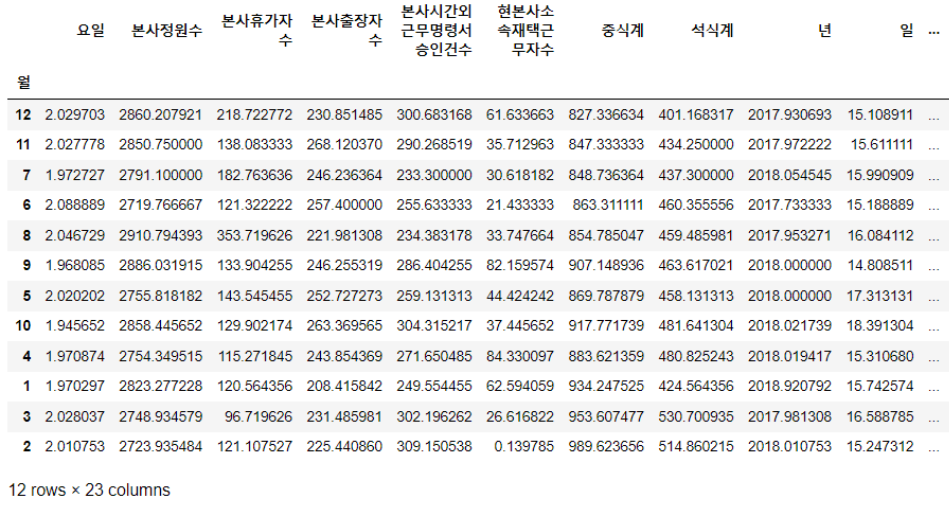 요일 본사정원수 본사휴가자수 본사출장자수 본사시간외근무명령서승인건수 현본사소속재택근무자수 중식계 석식계 년 일 ...
월
12 2.029703 2860.207921 218.722772 230.851485 300.683168 61.633663 827.336634 401.168317 2017.930693 15.108911 ...
11 2.027778 2850.750000 138.083333 268.120370 290.268519 35.712963 847.333333 434.250000 2017.972222 15.611111 ...
7 1.972727 2791.100000 182.763636 246.236364 233.300000 30.618182 848.736364 437.300000 2018.054545 15.990909 ...
6 2.088889 2719.766667 121.322222 257.400000 255.633333 21.433333 863.311111 460.355556 2017.733333 15.188889 ...
8 2.046729 2910.794393 353.719626 221.981308 234.383178 33.747664 854.785047 459.485981 2017.953271 16.084112 ...
9 1.968085 2886.031915 133.904255 246.255319 286.404255 82.159574 907.148936 463.617021 2018.000000 14.808511 ...
5 2.020202 2755.818182 143.545455 252.727273 259.131313 44.424242 869.787879 458.131313 2018.000000 17.313131 ...
10 1.945652 2858.445652 129.902174 263.369565 304.315217 37.445652 917.771739 481.641304 2018.021739 18.391304 ...
4 1.970874 2754.349515 115.271845 243.854369 271.650485 84.330097 883.621359 480.825243 2018.019417 15.310680 ...
1 1.970297 2823.277228 120.564356 208.415842 249.554455 62.594059 934.247525 424.564356 2018.920792 15.742574 ...
3 2.028037 2748.934579 96.719626 231.485981 302.196262 26.616822 953.607477 530.700935 2017.981308 16.588785 ...
2 2.010753 2723.935484 121.107527 225.440860 309.150538 0.139785 989.623656 514.860215 2018.010753 15.247312 ...
12 rows × 23 columns